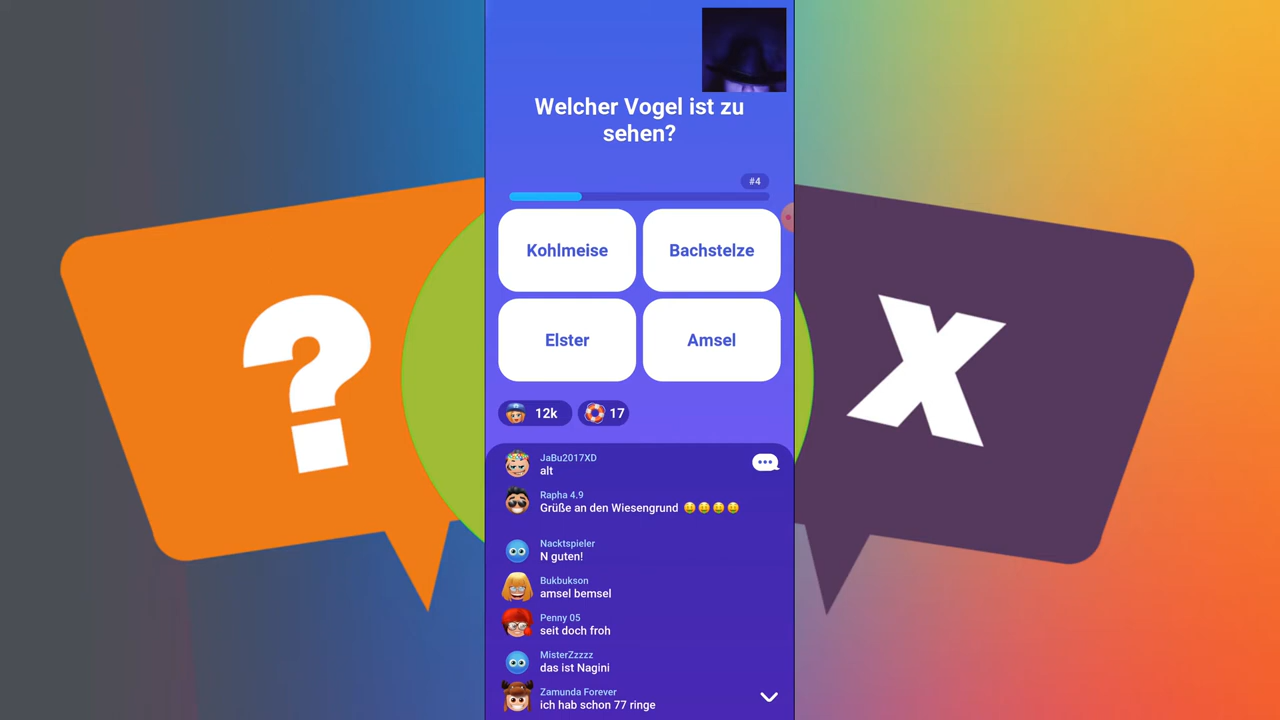 Welcher Vogel ist zu
sehen?
#4
Kohlmeise
Bachstelze
Elster
Amsel
12k
17
JaBu2017XD
alt
Rapha 4.9
Grüße an den Wiesengrund 🤑🤑🤑🤑
Nacktspieler
N guten!
Bukbukson
amsel bemsel
Penny 05
seit doch froh
MisterZzzzz
das ist Nagini
Zamunda Forever
ich hab schon 77 ringe
?
X